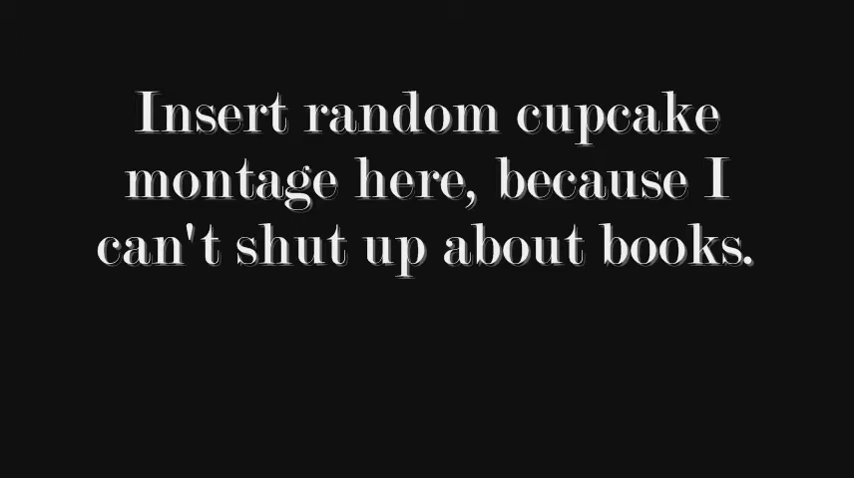 Insert random cupcake
montage here, because I
can't shut up about books.